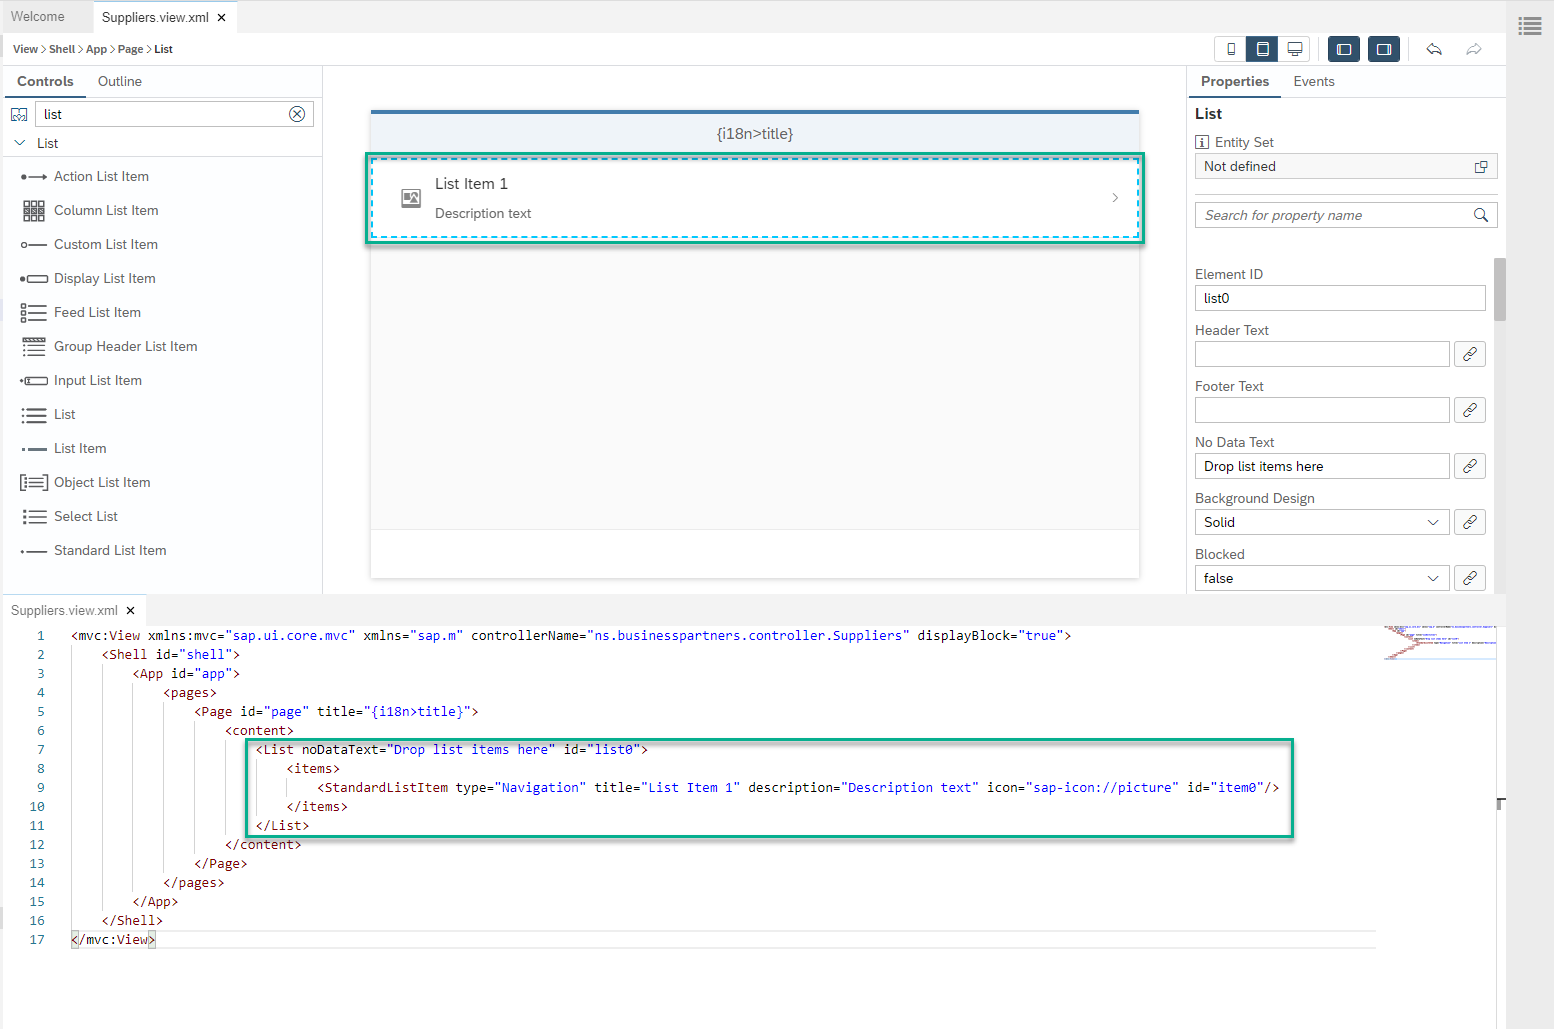 Welcome
Suppliers.view.xml
View > Shell > App > Page > List
Controls
Outline
list
List
Action List Item
Column List Item
Custom List Item
Display List Item
Feed List Item
Group Header List Item
Input List Item
List
List Item
Object List Item
Select List
Standard List Item
{i18n>title}
List Item 1
Description text
Properties
Events
List
Entity Set
Not defined
Search for property name
Element ID
list0
Header Text
Footer Text
No Data Text
Drop list items here
Background Design
Solid
Blocked
false
Suppliers.view.xml
1 <mvc:View xmlns:mvc="sap.ui.core.mvc" xmlns="sap.m" controllerName="ns.businesspartners.controller.Suppliers" displayBlock="true">
2 <Shell id="shell">
3 <App id="app">
4 <pages>
5 <Page id="page" title="{i18n>title}">
6 <content>
7 <List noDataText="Drop list items here" id="list0">
8 <items>
9 <StandardListItem type="Navigation" title="List Item 1" description="Description text" icon="sap-icon://picture" id="item0"/>
10 </items>
11 </List>
12 </content>
13 </Page>
14 </pages>
15 </App>
16 </Shell>
17 </mvc:View>